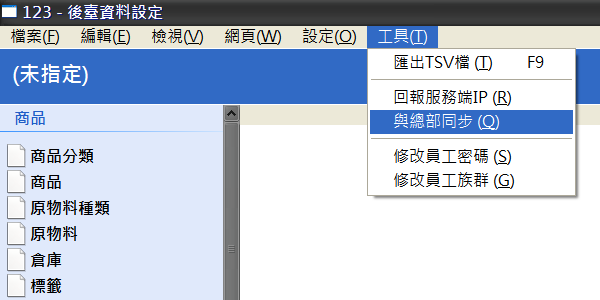 123 - 後臺資料設定
檔案(F) 編輯(E) 檢視(V) 網頁(W) 設定(O) 工具(T)
(未指定)
匯出TSV檔 (T) F9
回報服務端IP (R)
與總部同步 (Q)
修改員工密碼 (S)
修改員工族群 (G)
商品
商品分類
商品
原物料種類
原物料
倉庫
標籤